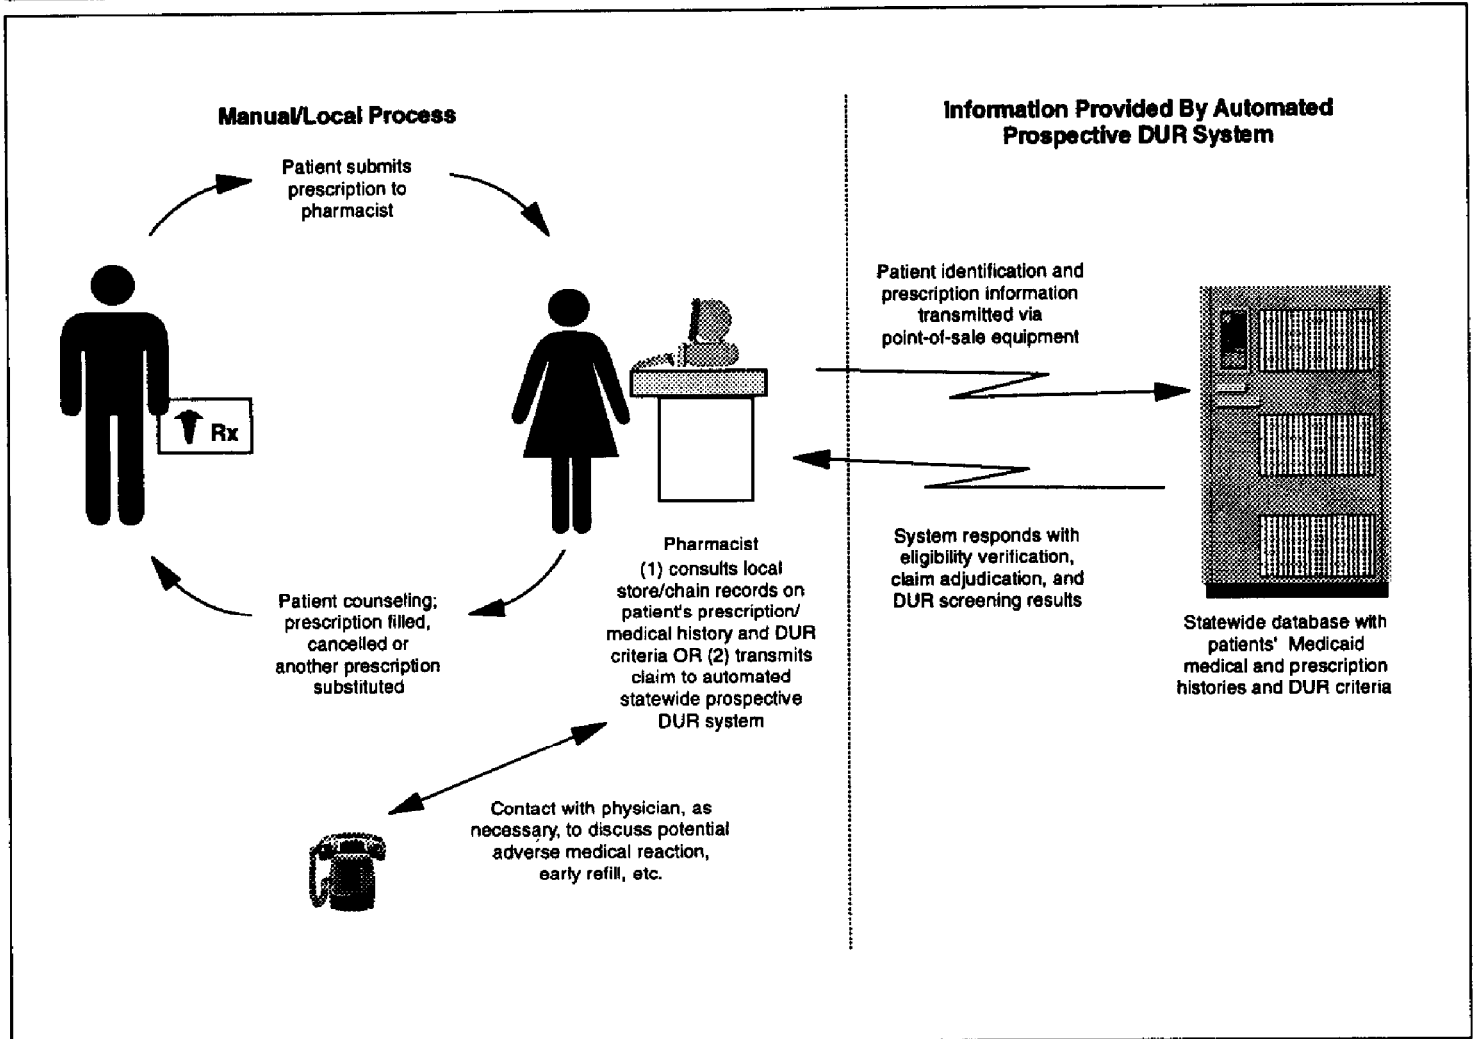 Manual/Local Process
Patient submits
prescription to
pharmacist
Rx
Patient counseling;
prescription filled,
cancelled or
another prescription
substituted
Pharmacist
(1) consults local
store/chain records on
patient's prescription/
medical history and DUR
criteria OR (2) transmits
claim to automated
statewide prospective
DUR system
Contact with physician, as
necessary, to discuss potential
adverse medical reaction,
early refill, etc.
Information Provided By Automated
Prospective DUR System
Patient identification and
prescription information
transmitted via
point-of-sale equipment
System responds with
eligibility verification,
claim adjudication, and
DUR screening results
Statewide database with
patients' Medicaid
medical and prescription
histories and DUR criteria